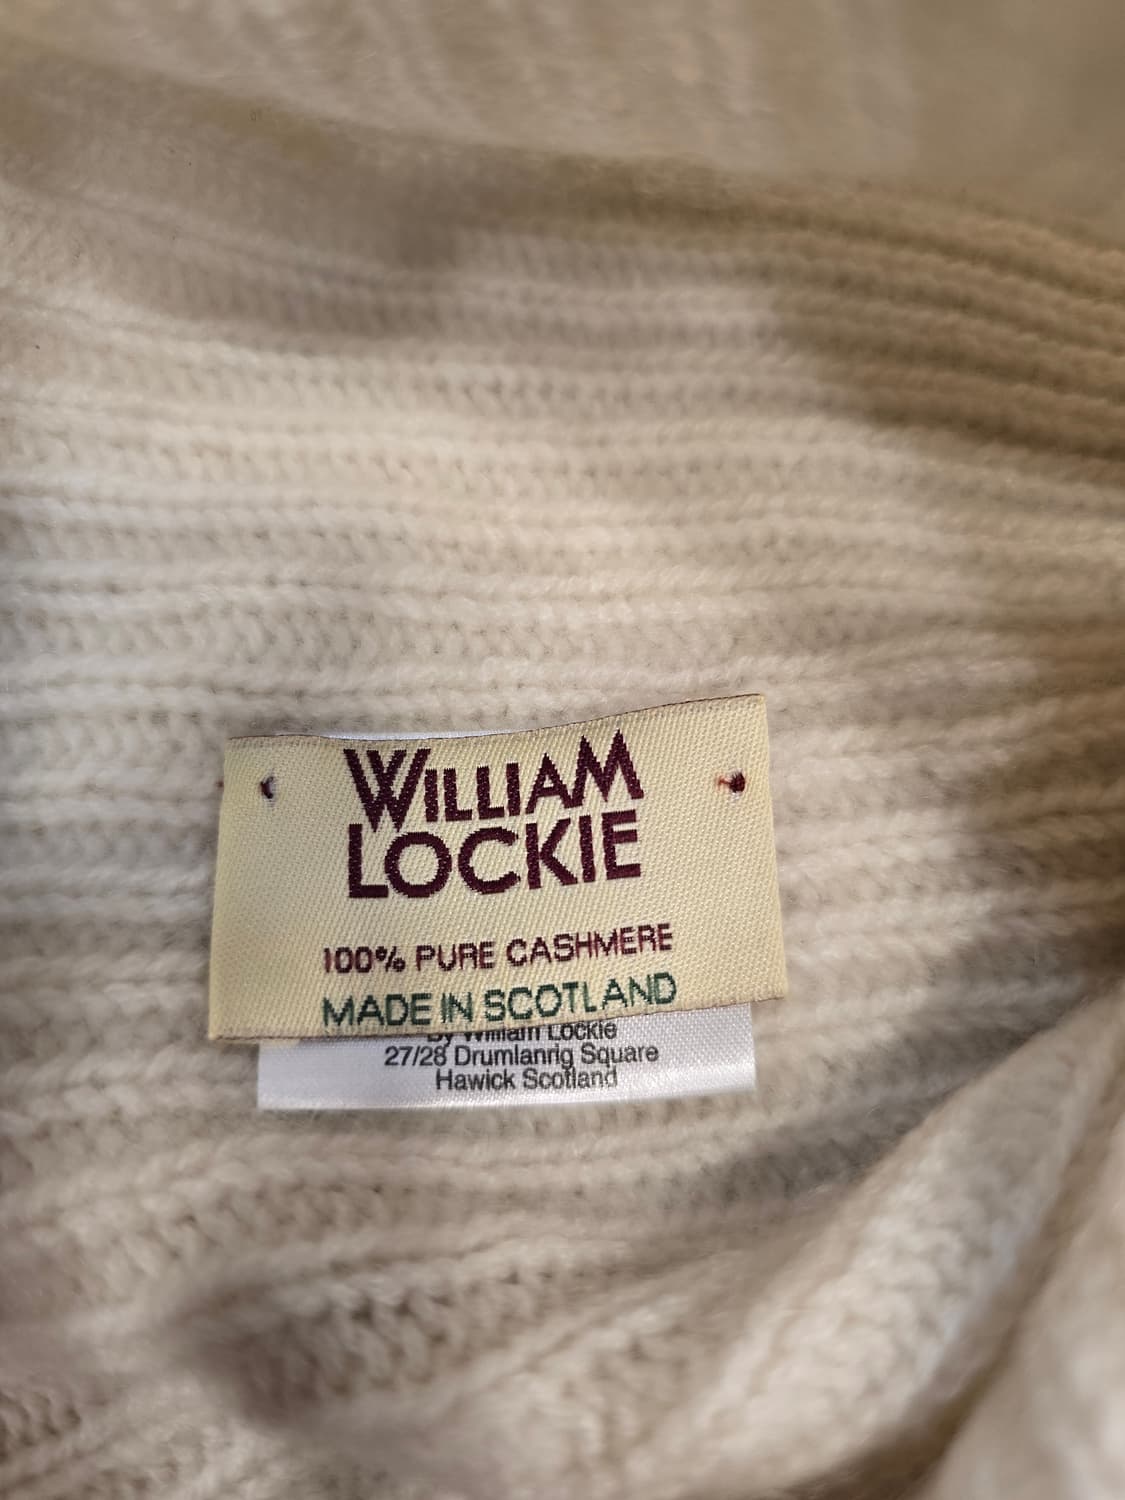 WILLIAM
LOCKIE
100% PURE CASHMERE
MADE IN SCOTLAND
By William Lockie
27/28 Drumlanrig Square
Hawick Scotland